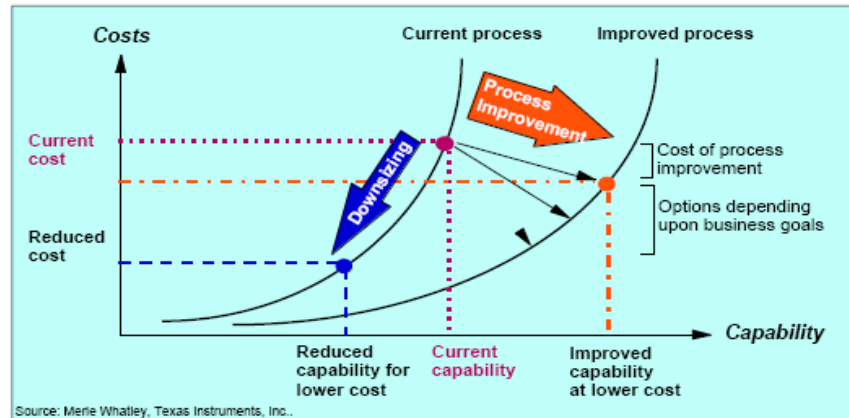 Costs
Current process
Improved process
Process
Improvement
Current
cost
Downsizing
Cost of process
improvement
Options depending
upon business goals
Reduced
cost
Capability
Reduced
capability for
lower cost
Current
capability
Improved
capability
at lower cost
Source: Merle Whatley, Texas Instruments, Inc..